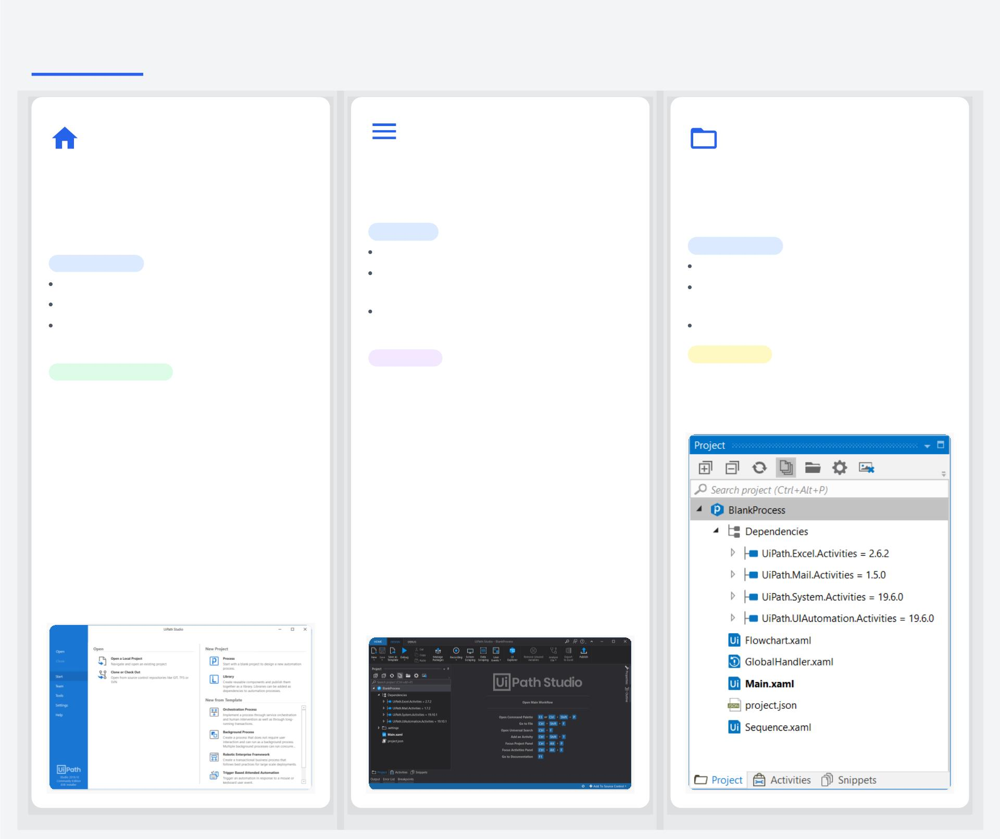 UiPath Studio
Open
Close
Start
Team
Tools
Settings
Help
UiPath
Studio 2019.10
Community Edition
EXE Installer
Open
Open a Local Project
Navigate and open an existing project
Clone or Check Out
Open from source control repositories like GIT, TFS or
SVN
New Project
Process
Start with a blank project to design a new automation
process.
Library
Create reusable components and publish them
together as a library. Libraries can be added as
dependencies to automation processes.
New from Template
Orchestration Process
Implement a process through service orchestration
and human intervention as well as through long-
running transactions.
Background Process
Create a process that does not require user
interaction and can run as a background process.
Multiple background processes can run concurre...
Robotic Enterprise Framework
Create a transactional business process that
follows best practices for large scale deployments.
Trigger Based Attended Automation
Trigger an automation in response to a mouse or
keyboard user event.
HOME DESIGN DEBUG
UiPath Studio - BlankProcess
New
Save
Save as
Template
Debug
Cut
Copy
Paste
Manage
Packages
Recording
Screen
Scraping
Data
Scraping
User
Events
UI
Explorer
Remove Unused
Variables
Analyze
File
Export
to Excel
Publish
Project
Search project (Ctrl+Alt+P)
BlankProcess
Dependencies
UiPath.Excel.Activities = 2.7.2
UiPath.Mail.Activities = 1.7.2
UiPath.System.Activities = 19.10.1
UiPath.UIAutomation.Activities = 19.10.1
.settings
Main.xaml
project.json
Project Activities Snippets
Output Error List Breakpoints
UiPath Studio
Open Main Workflow
Open Command Palette F3 or Ctrl + Shift + P
Go to File Ctrl + Shift + F
Open Universal Search Ctrl + F
Add an Activity Ctrl + Shift + T
Focus Project Panel Ctrl + Alt + P
Focus Activities Panel Ctrl + Alt + F
Go to Documentation F1
Properties
Outline
Add To Source Control
Project
Search project (Ctrl+Alt+P)
BlankProcess
Dependencies
UiPath.Excel.Activities = 2.6.2
UiPath.Mail.Activities = 1.5.0
UiPath.System.Activities = 19.6.0
UiPath.UIAutomation.Activities = 19.6.0
Flowchart.xaml
GlobalHandler.xaml
Main.xaml
project.json
Sequence.xaml
Project Activities Snippets